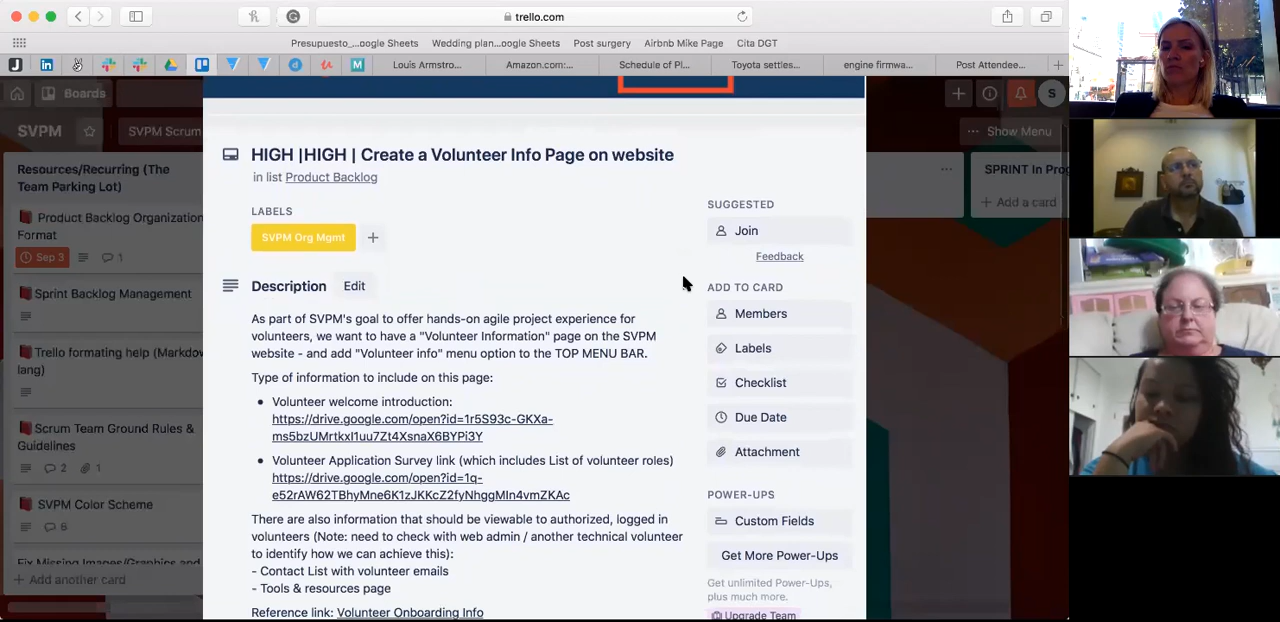 trello.com
Presupuesto_...oogle Sheets Wedding plan...oogle Sheets Post surgery Airbnb Mike Page Cita DGT
Louis Armstro... Amazon.com:... Schedule of Pi... Toyota settles... engine firmwa... Post Attendee...
Boards
S
SVPM SVPM Scrum Show Menu
Resources/Recurring (The
Team Parking Lot)
Product Backlog Organization
Format
Sep 3 1
Sprint Backlog Management
Trello formating help (Markdow
lang)
Scrum Team Ground Rules &
Guidelines
2 1
SVPM Color Scheme
6
Fix Missing Images/Graphics and
+ Add another card
HIGH |HIGH | Create a Volunteer Info Page on website
in list Product Backlog
LABELS
SVPM Org Mgmt
Description Edit
As part of SVPM's goal to offer hands-on agile project experience for
volunteers, we want to have a "Volunteer Information" page on the SVPM
website - and add "Volunteer info" menu option to the TOP MENU BAR.
Type of information to include on this page:
• Volunteer welcome introduction:
https://drive.google.com/open?id=1r5S93c-GKXa-
ms5bzUMrtkxI1uu7Zt4XsnaX6BYPi3Y
• Volunteer Application Survey link (which includes List of volunteer roles)
https://drive.google.com/open?id=1q-
e52rAW62TBhyMne6K1zJKKcZ2fyNhggMIn4vmZKAc
There are also information that should be viewable to authorized, logged in
volunteers (Note: need to check with web admin / another technical volunteer
to identify how we can achieve this):
- Contact List with volunteer emails
- Tools & resources page
Reference link: Volunteer Onboarding Info
SUGGESTED
Join
Feedback
ADD TO CARD
Members
Labels
Checklist
Due Date
Attachment
POWER-UPS
Custom Fields
Get More Power-Ups
Get unlimited Power-Ups,
plus much more.
Upgrade Team
SPRINT In Prog
+ Add a card